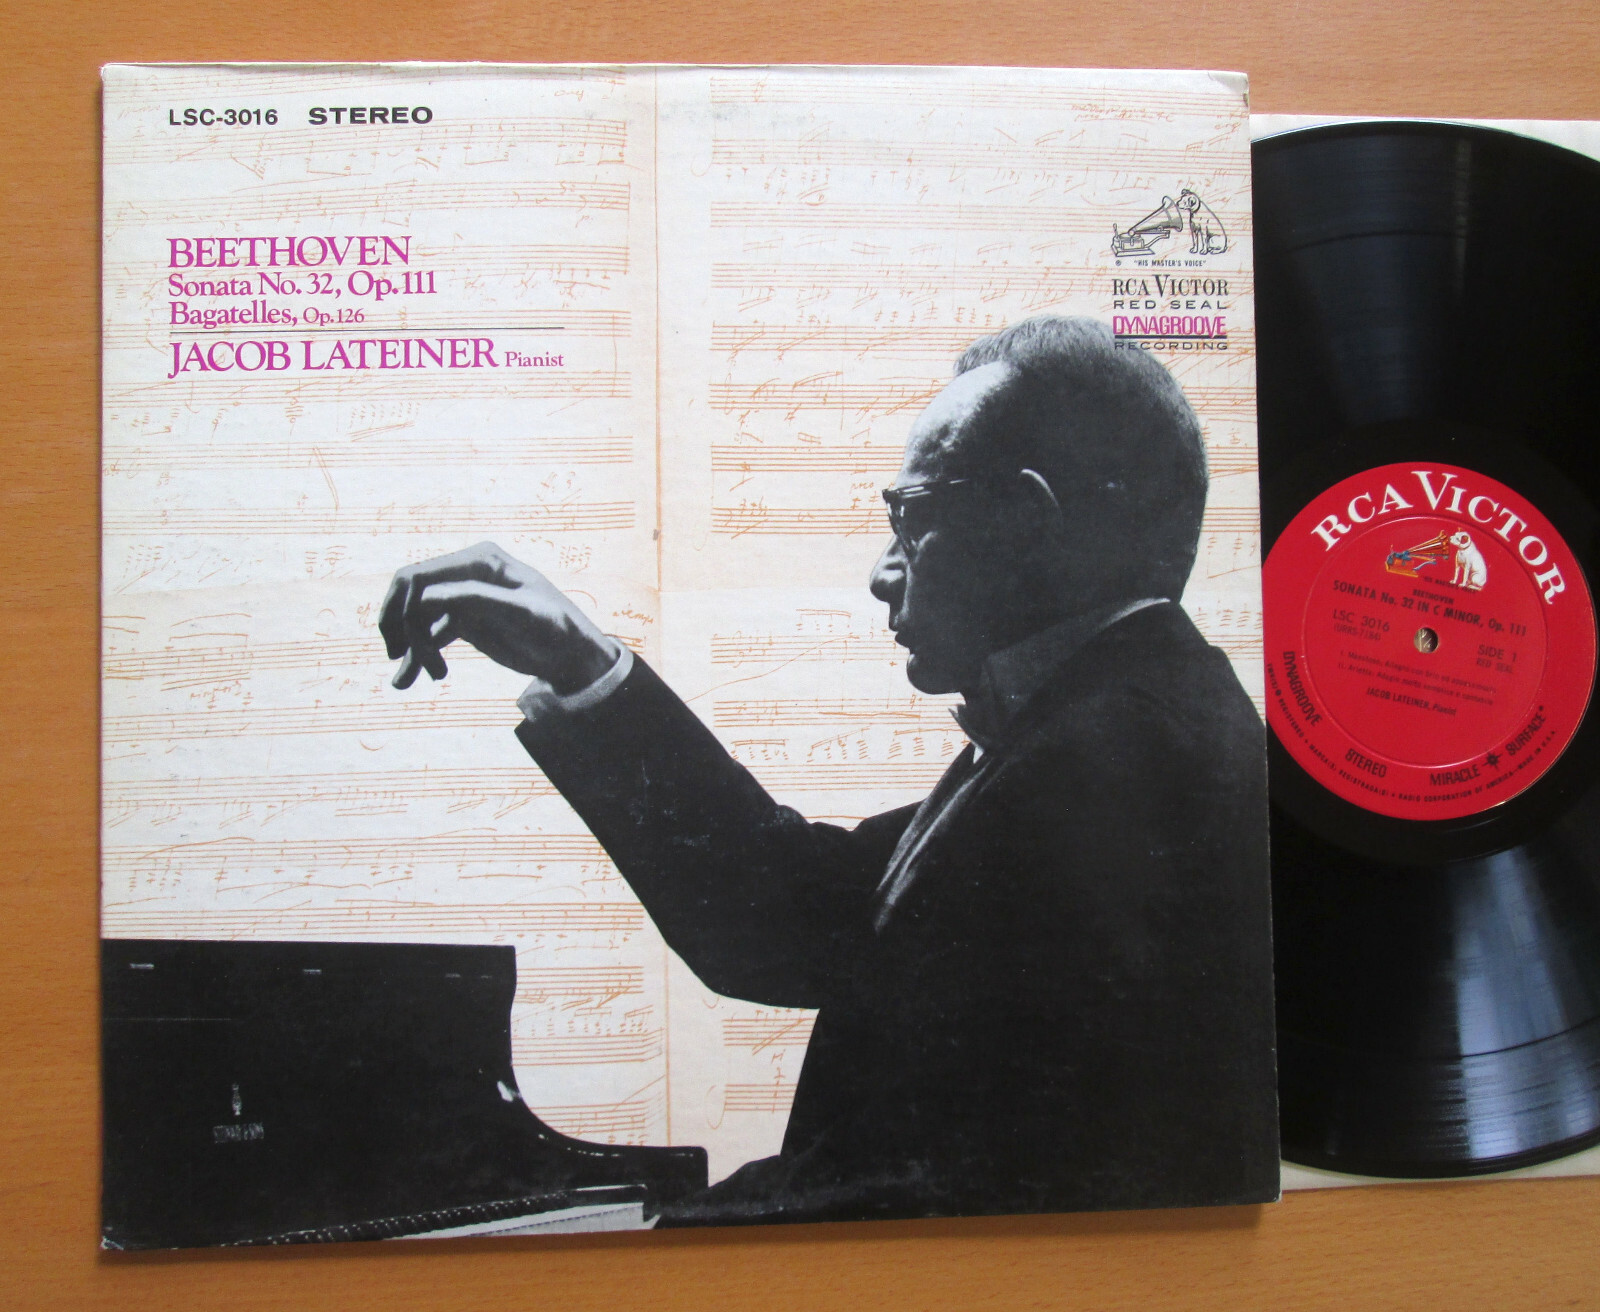 LSC-3016 STEREO
BEETHOVEN
Sonata No. 32, Op. 111
Bagatelles, Op. 126
JACOB LATEINER Pianist
"HIS MASTER'S VOICE"
RCA VICTOR
RED SEAL
DYNAGROOVE
RECORDING
RCA VICTOR
BEETHOVEN
SONATA No. 32 IN C MINOR, Op. 111
LSC 3016
SIDE 1
RED SEAL
JACOB LATEINER, Pianist
DYNAGROOVE
STEREO
MIRACLE SURFACE